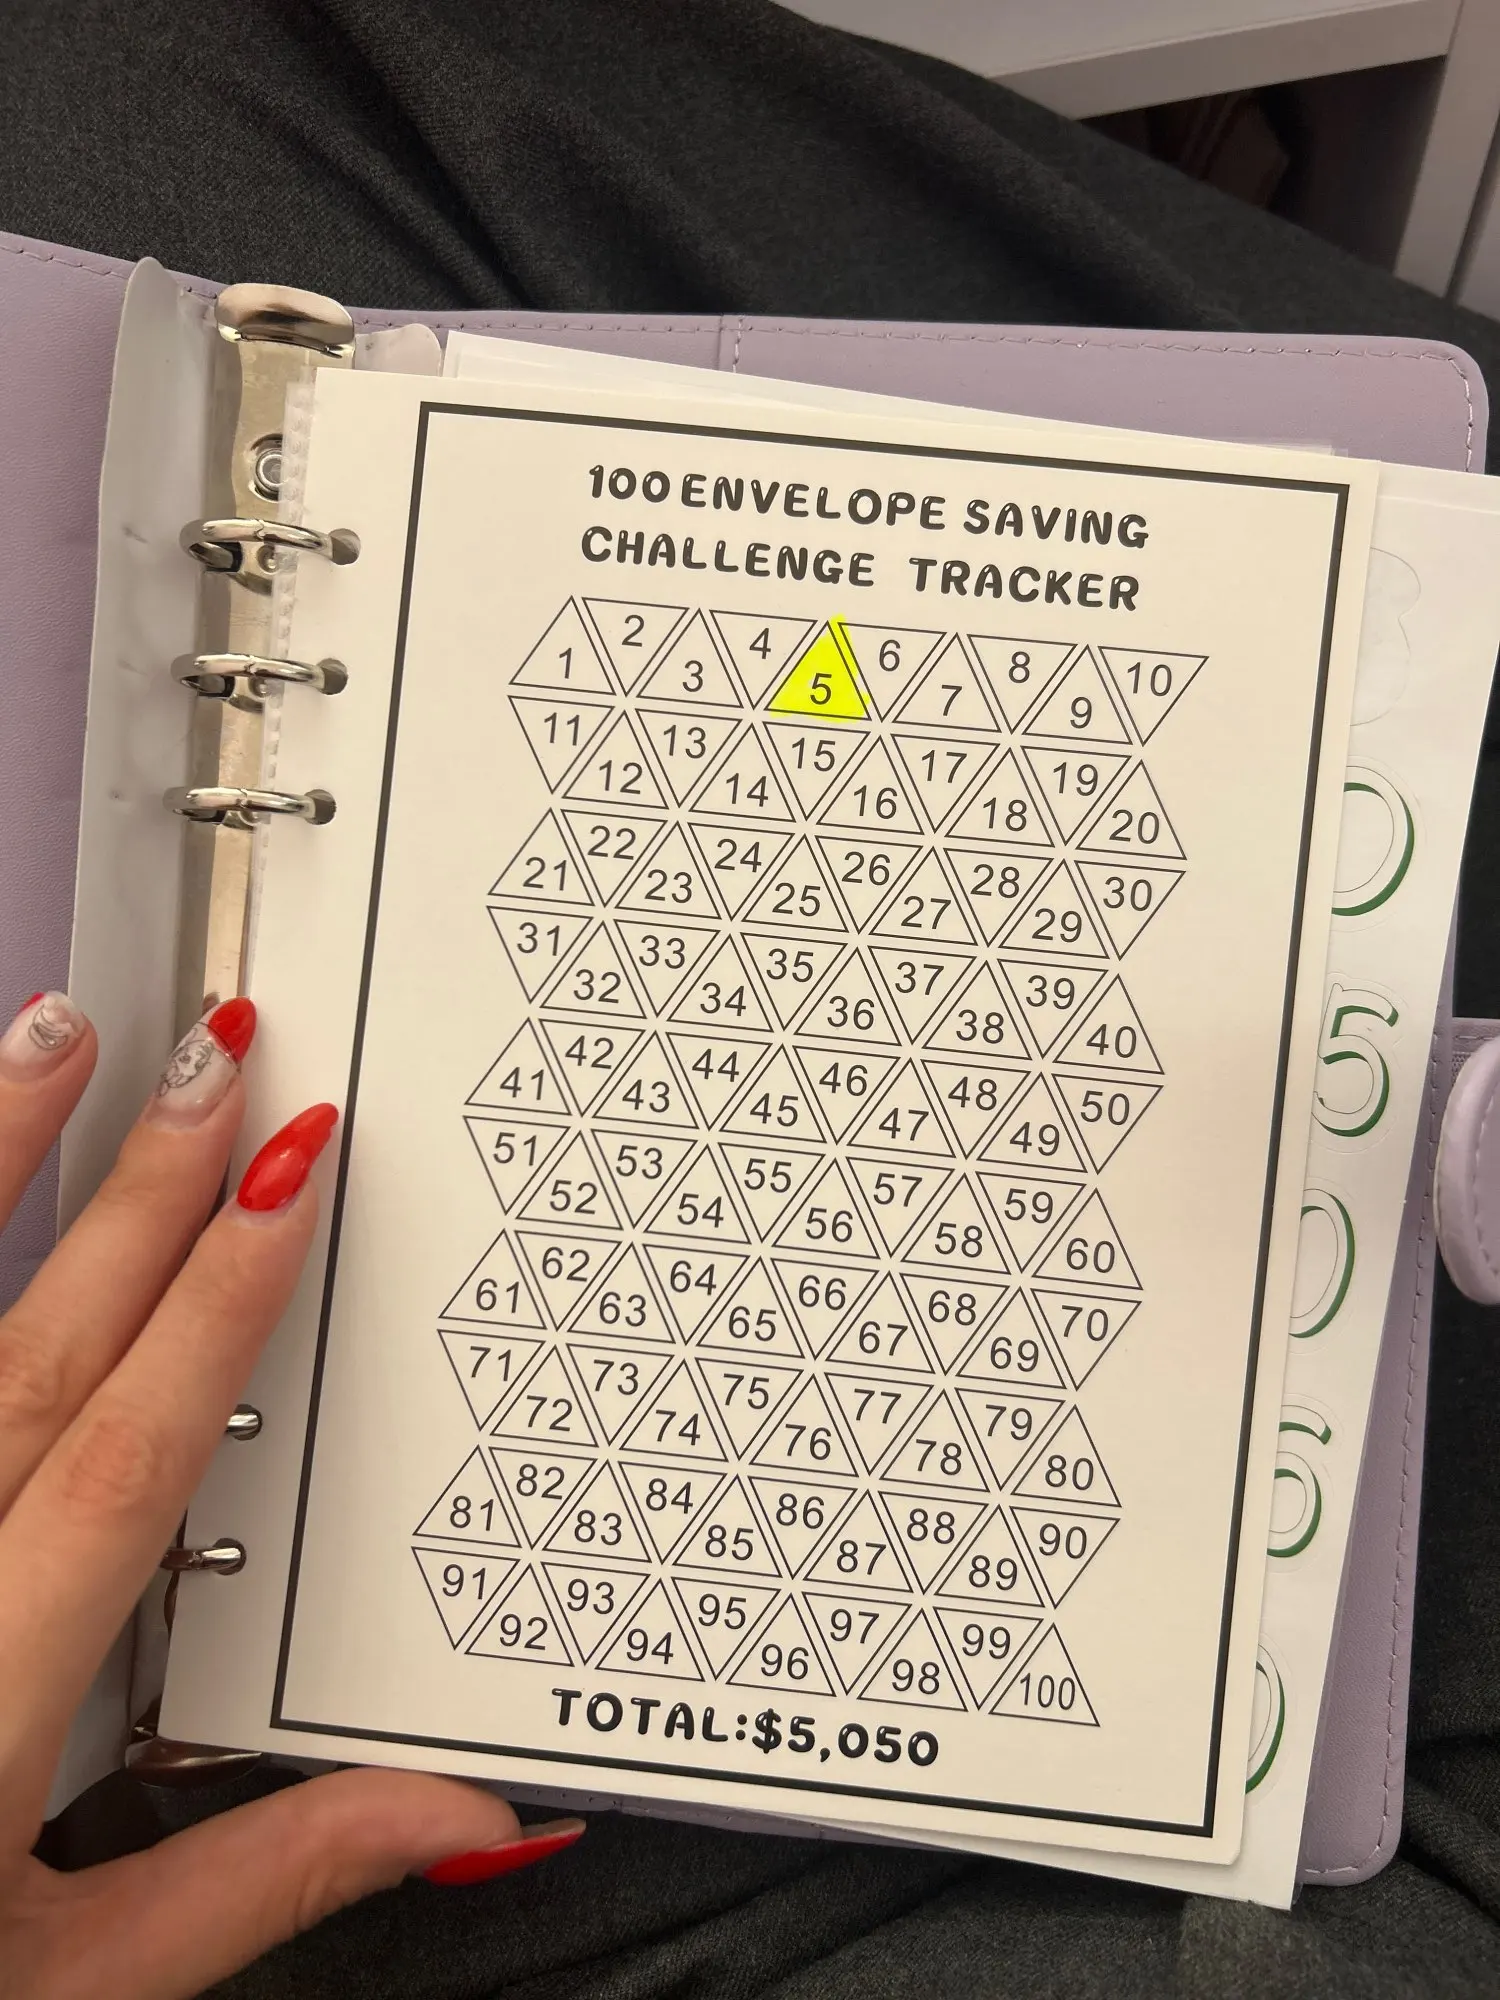 100 ENVELOPE SAVING
CHALLENGE TRACKER
1 2 3 4 5 6 7 8 9 10
11 12 13 14 15 16 17 18 19 20
21 22 23 24 25 26 27 28 29 30
31 32 33 34 35 36 37 38 39 40
41 42 43 44 45 46 47 48 49 50
51 52 53 54 55 56 57 58 59 60
61 62 63 64 65 66 67 68 69 70
71 72 73 74 75 76 77 78 79 80
81 82 83 84 85 86 87 88 89 90
91 92 93 94 95 96 97 98 99 100
TOTAL:$5,050